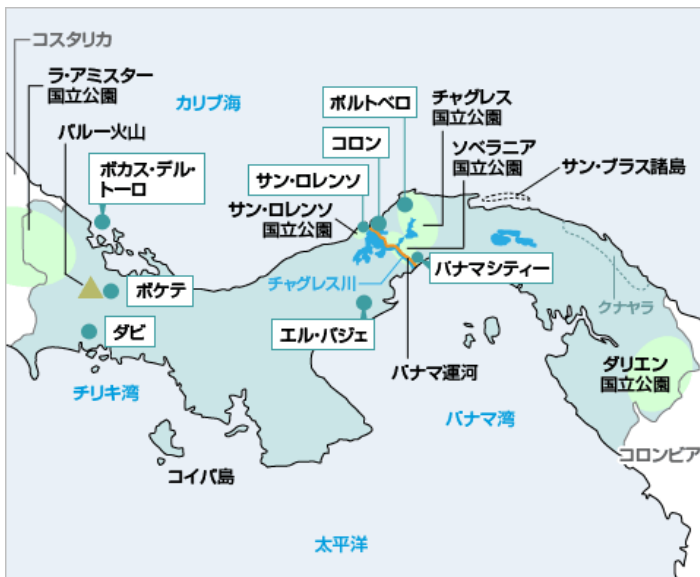 コスタリカ
ラ・アミスター
国立公園
バルー火山
カリブ海
ボカス・デル・
トーロ
ポルトベロ
コロン
サン・ロレンソ
サン・ロレンソ
国立公園
チャグレス
国立公園
ソベラニア
国立公園
サン・ブラス諸島
チャグレス川
パナマシティー
ボケテ
ダビ
エル・バジェ
クナヤラ
パナマ運河
ダリエン
国立公園
チリキ湾
パナマ湾
コロンビア
コイバ島
太平洋